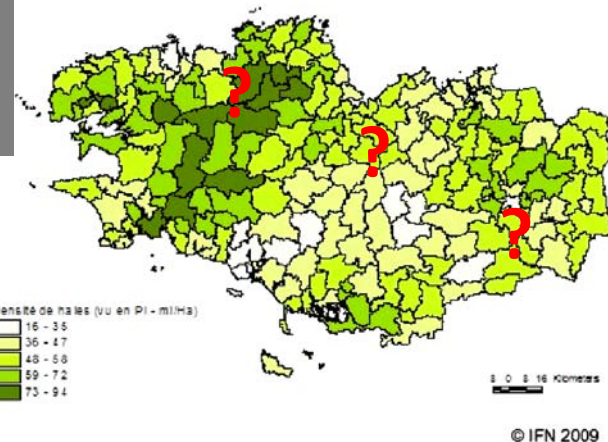 ?
?
?
ensité de haies (vu en PI - ml/Ha)
16 - 35
36 - 47
48 - 58
59 - 72
73 - 94
8 0 8 16 Kilometers
© IFN 2009